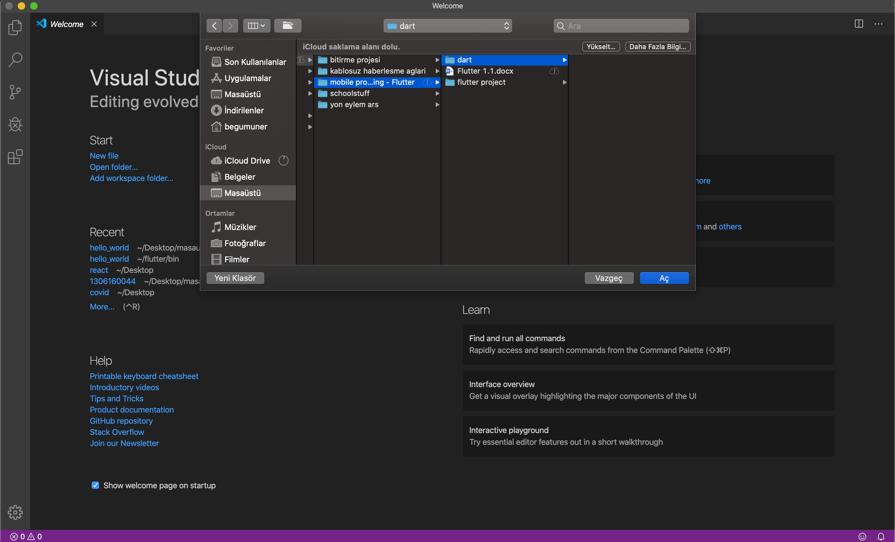 Welcome
Welcome
dart
Ara
Favoriler
iCloud saklama alanı dolu.
Yükselt...
Daha Fazla Bilgi...
Son Kullanılanlar
Uygulamalar
Masaüstü
İndirilenler
begumuner
iCloud
iCloud Drive
Belgeler
Masaüstü
Ortamlar
Müzikler
Fotoğraflar
Filmler
bitirme projesi
kablosuz haberlesme aglari
mobile pro...ing - Flutter
schoolstuff
yon eylem ars
dart
Flutter 1.1.docx
flutter project
Yeni Klasör
Vazgeç
Aç
Visual Stud
Editing evolved
Start
New file
Open folder...
Add workspace folder...
Recent
hello_world ~/Desktop/masau
hello_world ~/flutter/bin
react ~/Desktop
1306160044 ~/Desktop/mas
covid ~/Desktop
More... (^R)
Help
Printable keyboard cheatsheet
Introductory videos
Tips and Tricks
Product documentation
GitHub repository
Stack Overflow
Join our Newsletter
Show welcome page on startup
ore
m and others
Learn
Find and run all commands
Rapidly access and search commands from the Command Palette (⇧⌘P)
Interface overview
Get a visual overlay highlighting the major components of the UI
Interactive playground
Try essential editor features out in a short walkthrough
0 0